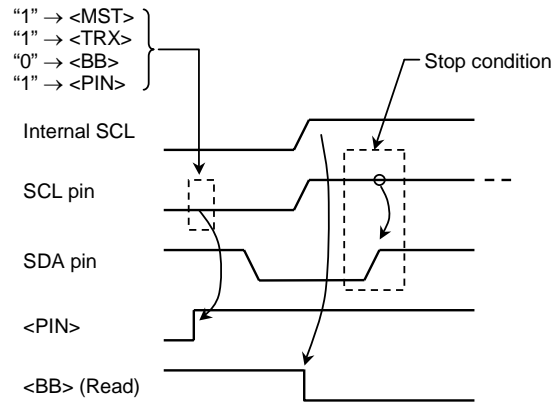 “1” → <MST>
“1” → <TRX>
“0” → <BB>
“1” → <PIN>
Stop condition
Internal SCL
SCL pin
SDA pin
<PIN>
<BB> (Read)